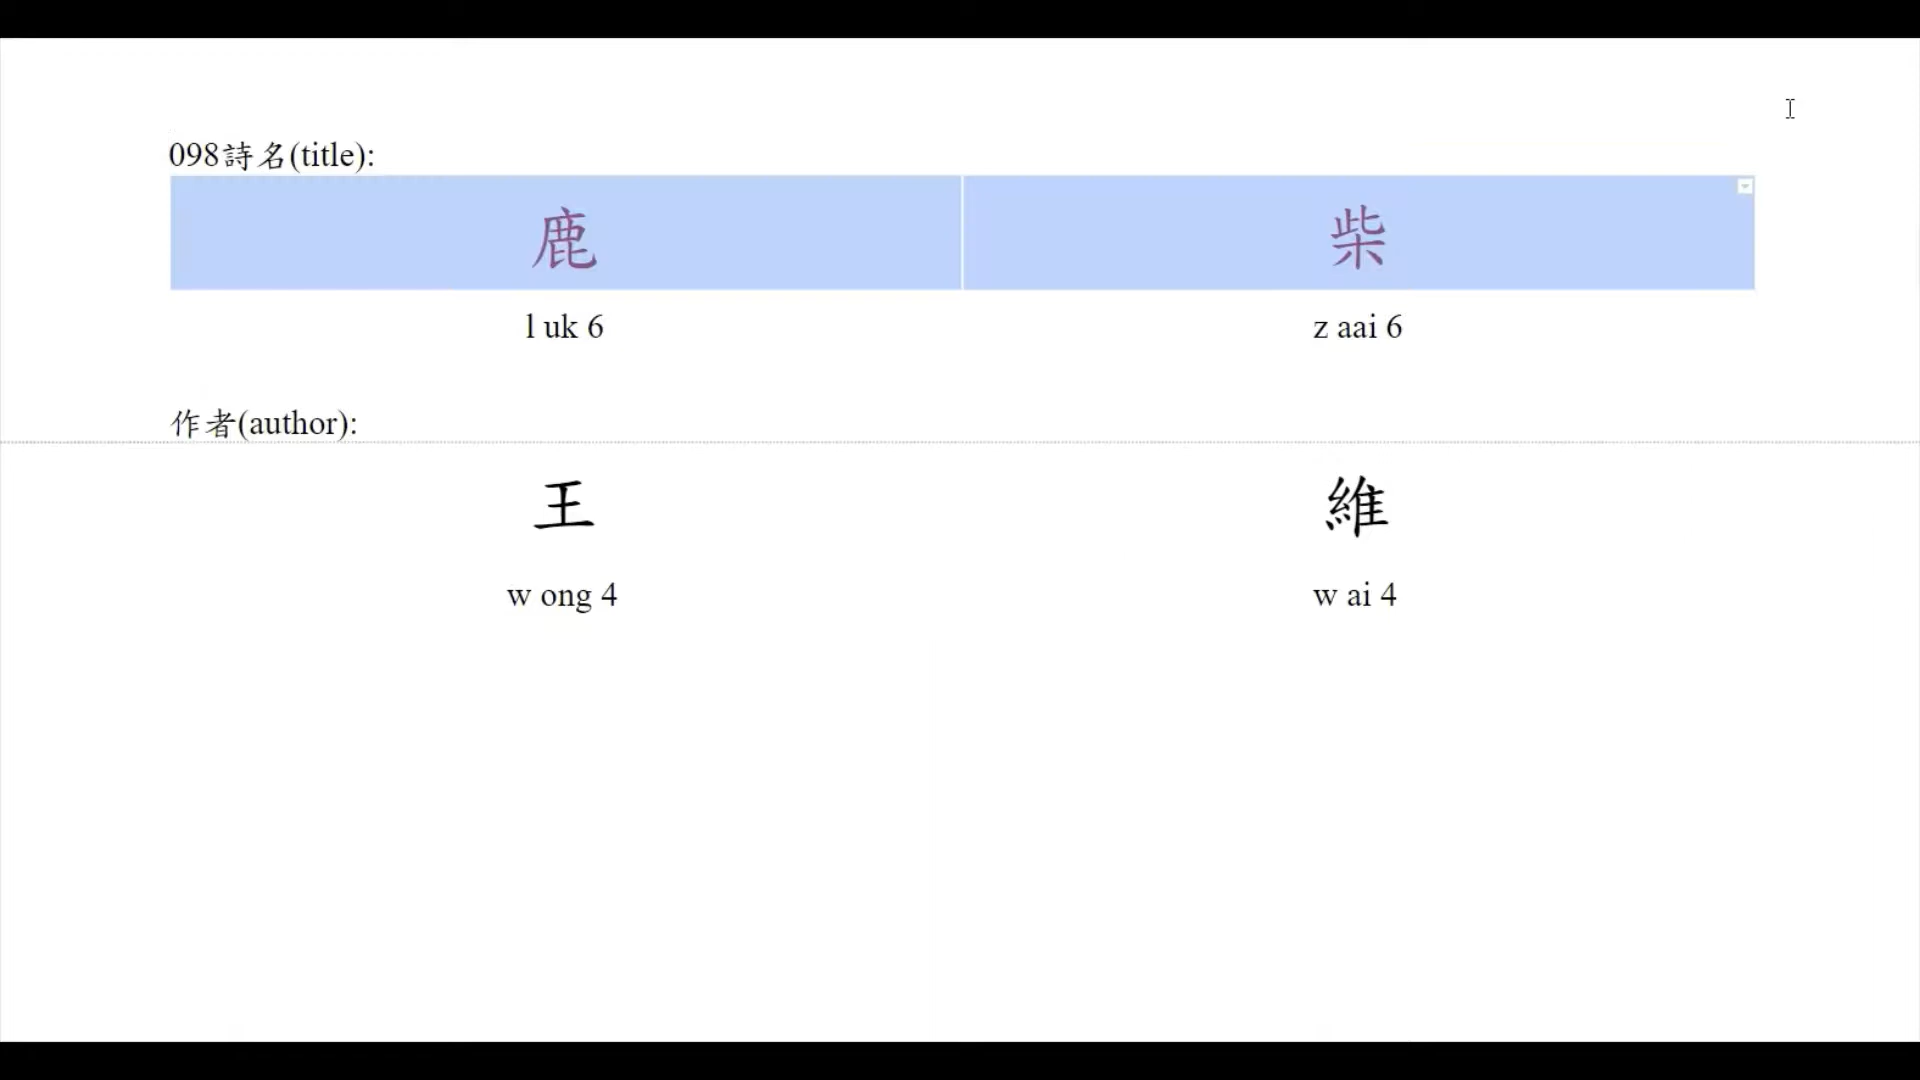 098詩名(title):
鹿 柴
l uk 6 z aai 6
作者(author):
王 維
w ong 4 w ai 4